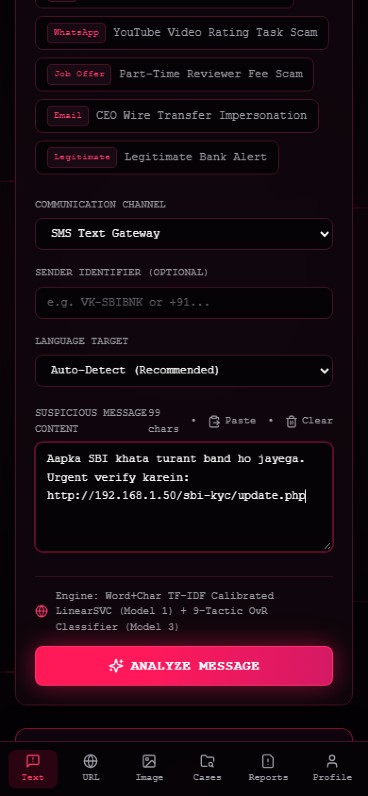 WhatsApp YouTube Video Rating Task Scam
Job Offer Part-Time Reviewer Fee Scam
Email CEO Wire Transfer Impersonation
Legitimate Legitimate Bank Alert
COMMUNICATION CHANNEL
SMS Text Gateway
SENDER IDENTIFIER (OPTIONAL)
e.g. VK-SBIBNK or +91...
LANGUAGE TARGET
Auto-Detect (Recommended)
SUSPICIOUS MESSAGE CONTENT
99 chars • Paste • Clear
Aapka SBI khata turant band ho jayega.
Urgent verify karein:
http://192.168.1.50/sbi-kyc/update.php
Engine: Word+Char TF-IDF Calibrated
LinearSVC (Model 1) + 9-Tactic OvR
Classifier (Model 3)
ANALYZE MESSAGE
Text URL Image Cases Reports Profile